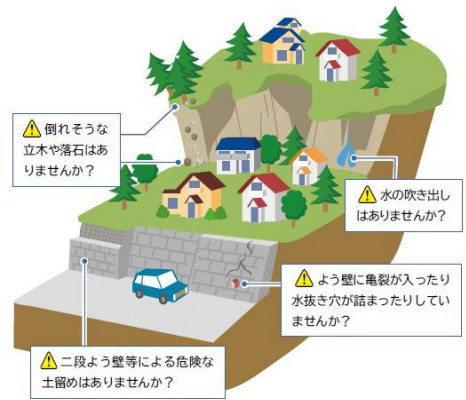 倒れそうな
立木や落石はあ
りませんか？
水の吹き出し
はありませんか？
よう壁に亀裂が入ったり
水抜き穴が詰まったりしてい
ませんか？
二段よう壁等による危険な
土留めはありませんか？